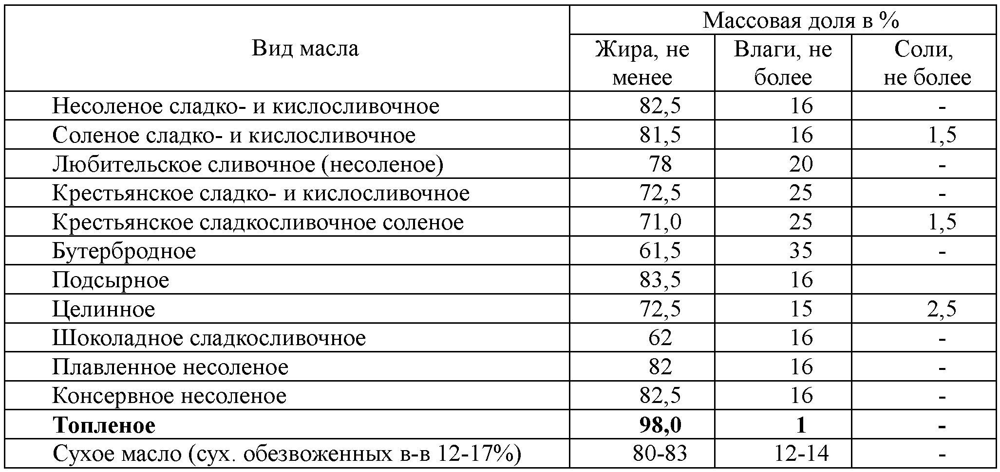 Вид масла
Массовая доля в %
Жира, не
менее
Влаги, не
более
Соли,
не более
Несоленое сладко- и кислосливочное 82,5 16 -
Соленое сладко- и кислосливочное 81,5 16 1,5
Любительское сливочное (несоленое) 78 20 -
Крестьянское сладко- и кислосливочное 72,5 25 -
Крестьянское сладкосливочное соленое 71,0 25 1,5
Бутербродное 61,5 35 -
Подсырное 83,5 16
Целинное 72,5 15 2,5
Шоколадное сладкосливочное 62 16 -
Плавленное несоленое 82 16 -
Консервное несоленое 82,5 16 -
Топленое 98,0 1 -
Сухое масло (сух. обезвоженных в-в 12-17%) 80-83 12-14 -